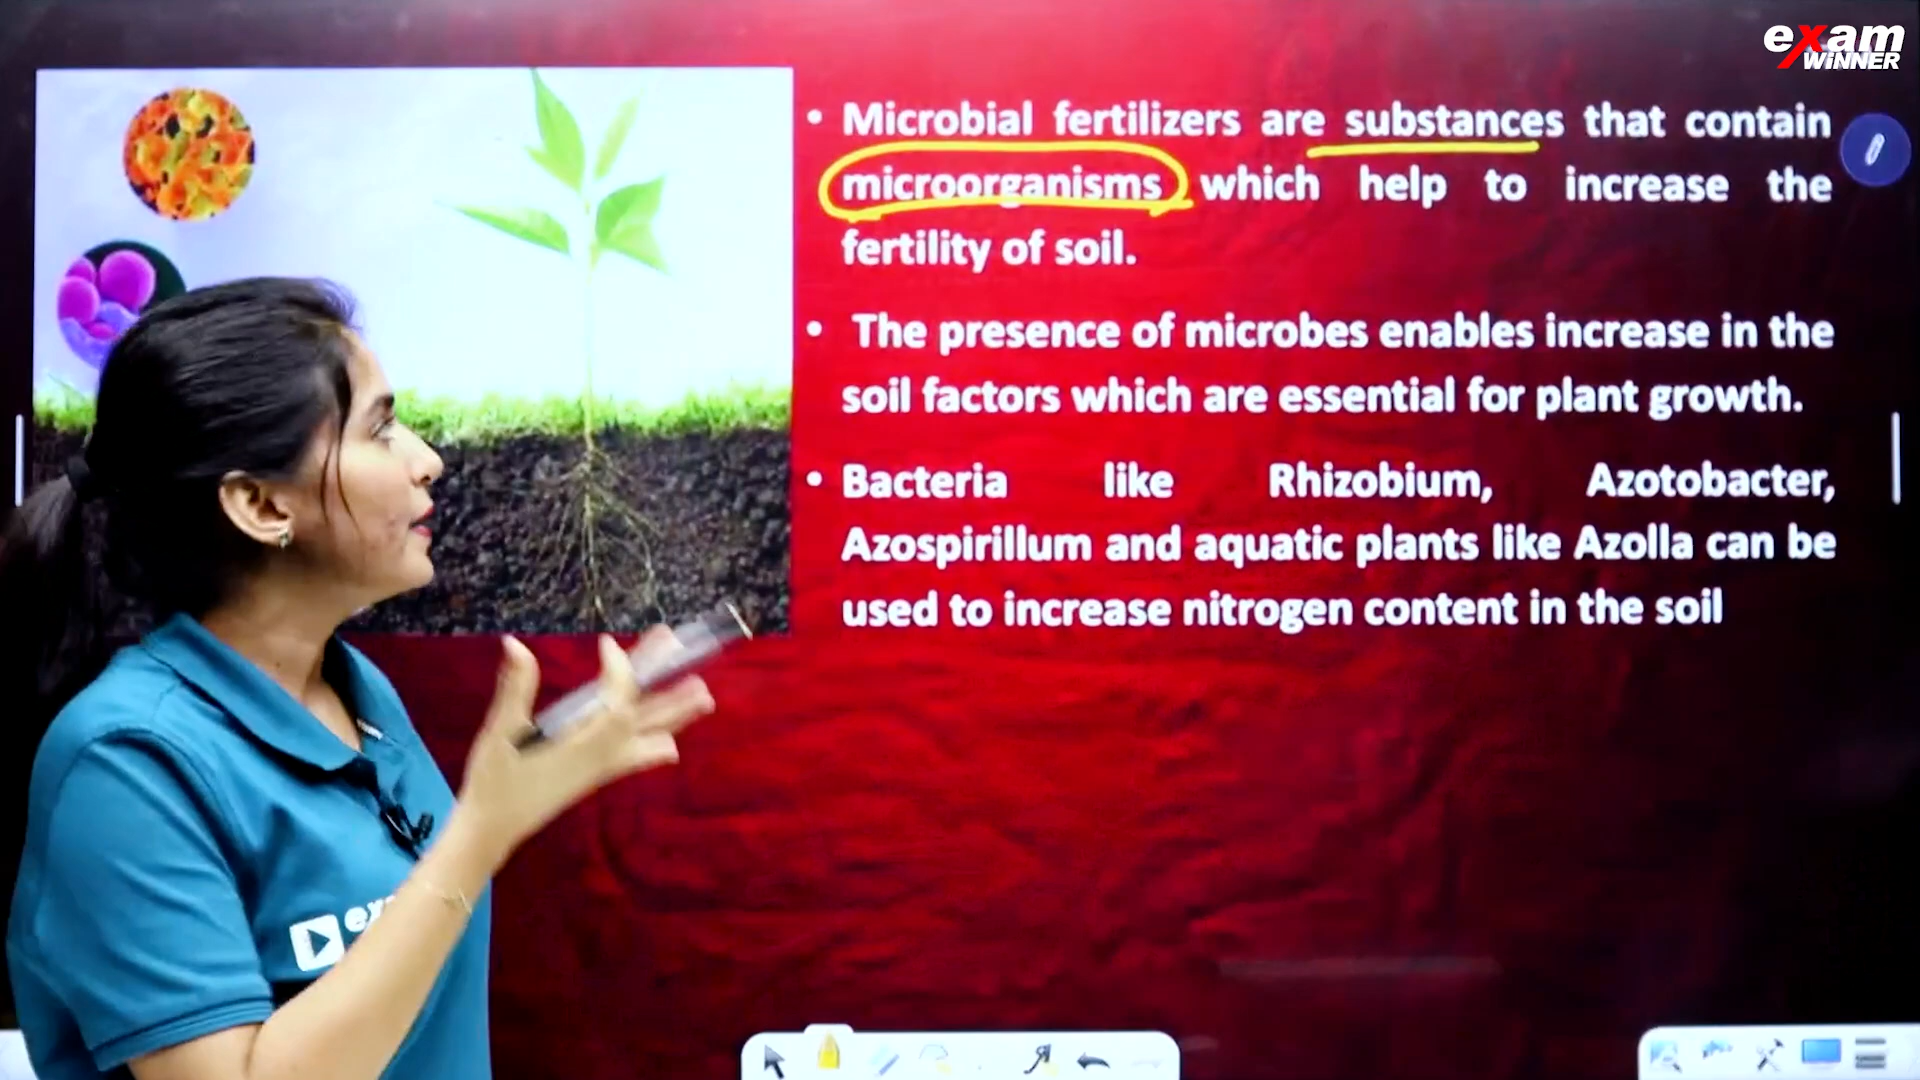 exam
WiNNER
• Microbial fertilizers are substances that contain
microorganisms which help to increase the
fertility of soil.
• The presence of microbes enables increase in the
soil factors which are essential for plant growth.
• Bacteria like Rhizobium, Azotobacter,
Azospirillum and aquatic plants like Azolla can be
used to increase nitrogen content in the soil